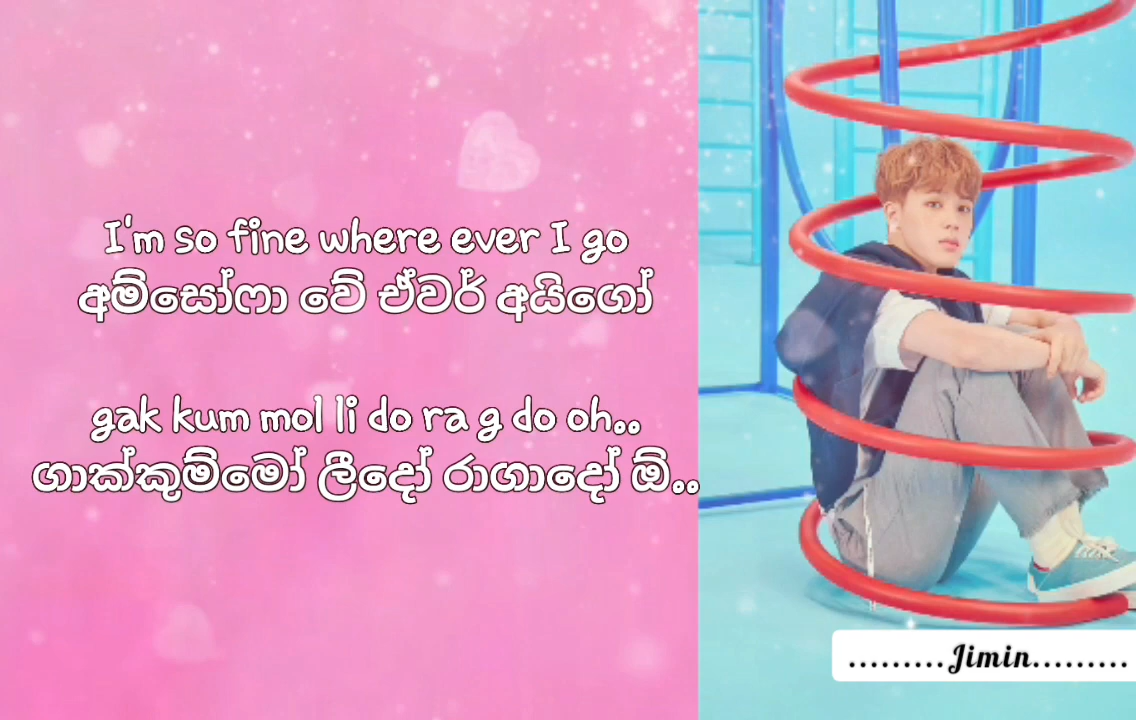 I'm so fine where ever I go
අම්සෝෆා වේ ඒවර් අයිගෝ
gak kum mol li do ra g do oh..
ගාක්කුම්මෝ ලීදෝ රාගාදෝ ඕ..
.........Jimin.........